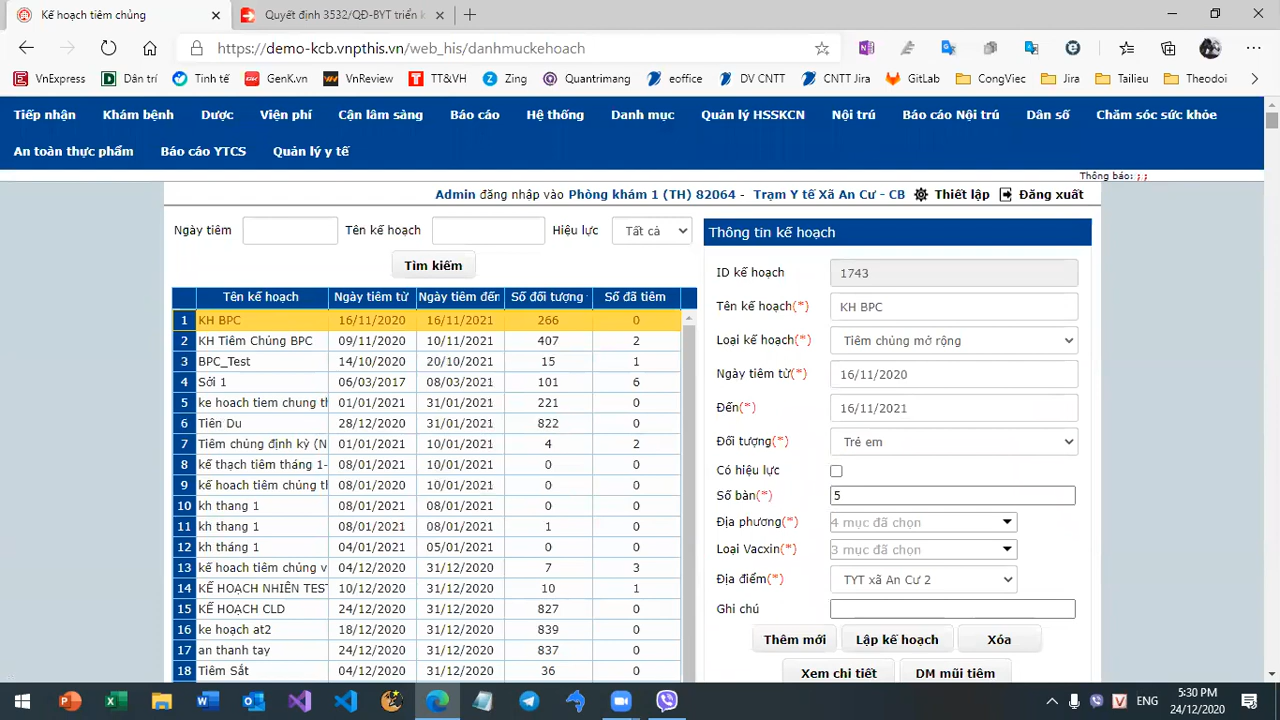 Kế hoạch tiêm chủng
Quyết định 3532/QĐ-BYT triển k
https://demo-kcb.vnpthis.vn/web_his/danhmuckehoach
VnExpress Dân trí Tinh tế GenK.vn VnReview TT&VH Zing Quantrimang eoffice DV CNTT CNTT Jira GitLab CongViec Jira Tailieu Theodoi
Tiếp nhận Khám bệnh Dược Viện phí Cận lâm sàng Báo cáo Hệ thống Danh mục Quản lý HSSKCN Nội trú Báo cáo Nội trú Dân số Chăm sóc sức khỏe
An toàn thực phẩm Báo cáo YTCS Quản lý y tế
Thông báo: ; ;
Admin đăng nhập vào Phòng khám 1 (TH) 82064 - Trạm Y tế Xã An Cư - CB Thiết lập Đăng xuất
Ngày tiêm Tên kế hoạch Hiệu lực Tất cả
Tìm kiếm
Tên kế hoạch Ngày tiêm từ Ngày tiêm đến Số đối tượng Số đã tiêm
1 KH BPC 16/11/2020 16/11/2021 266 0
2 KH Tiêm Chủng BPC 09/11/2020 10/11/2021 407 2
3 BPC_Test 14/10/2020 20/10/2021 15 1
4 Sởi 1 06/03/2017 08/03/2021 101 6
5 ke hoach tiem chung th 01/01/2021 31/01/2021 221 0
6 Tiên Du 28/12/2020 31/01/2021 822 0
7 Tiêm chủng định kỳ (N 01/01/2021 10/01/2021 4 2
8 kế thạch tiêm tháng 1- 08/01/2021 10/01/2021 0 0
9 kế hoạch tiêm chủng th 08/01/2020 10/01/2021 0 0
10 kh thang 1 08/01/2021 08/01/2021 0 0
11 kh thang 1 08/01/2021 08/01/2021 1 0
12 kh tháng 1 04/01/2021 05/01/2021 0 0
13 kế hoạch tiêm chủng v 04/12/2020 31/12/2020 7 3
14 KẾ HOẠCH NHIÊN TEST 10/12/2020 31/12/2020 10 1
15 KẾ HOẠCH CLD 24/12/2020 31/12/2020 827 0
16 ke hoạch at2 18/12/2020 31/12/2020 839 0
17 an thanh tay 24/12/2020 31/12/2020 837 0
18 Tiêm Sắt 04/12/2020 31/12/2020 36 0
Thông tin kế hoạch
ID kế hoạch 1743
Tên kế hoạch(*) KH BPC
Loại kế hoạch(*) Tiêm chủng mở rộng
Ngày tiêm từ(*) 16/11/2020
Đến(*) 16/11/2021
Đối tượng(*) Trẻ em
Có hiệu lực
Số bàn(*) 5
Địa phương(*) 4 mục đã chọn
Loại Vacxin(*) 3 mục đã chọn
Địa điểm(*) TYT xã An Cư 2
Ghi chú
Thêm mới Lập kế hoạch Xóa
Xem chi tiết DM mũi tiêm
ENG
5:30 PM
24/12/2020